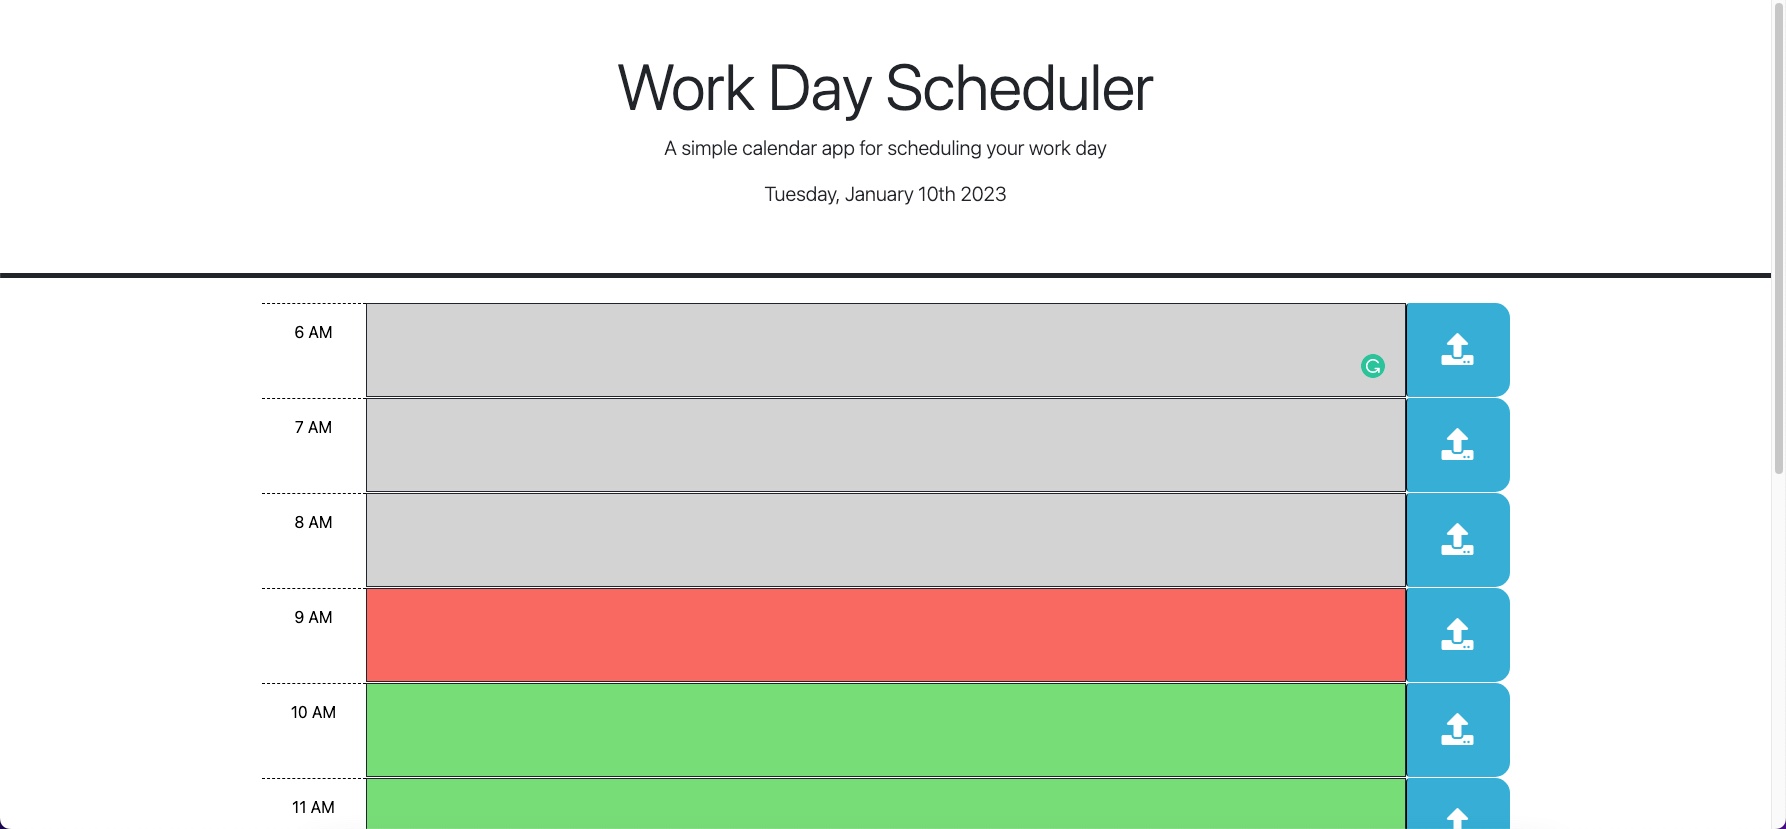 Work Day Scheduler
A simple calendar app for scheduling your work day
Tuesday, January 10th 2023
6 AM
7 AM
8 AM
9 AM
10 AM
11 AM